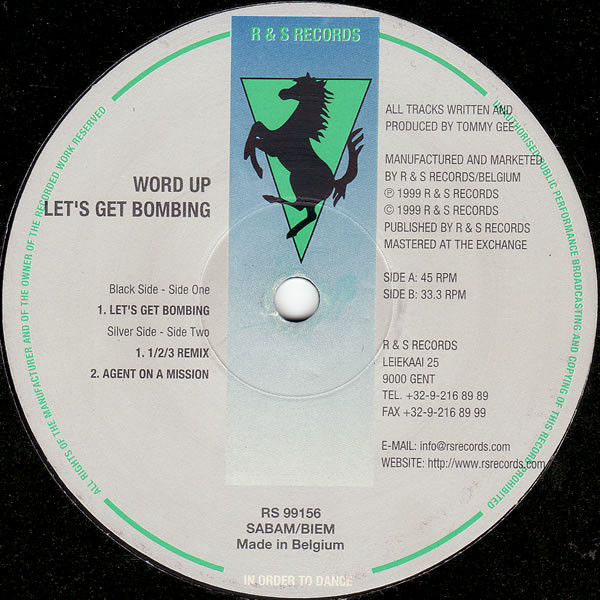 R & S RECORDS
WORD UP
LET'S GET BOMBING
Black Side - Side One
1. LET'S GET BOMBING
Silver Side - Side Two
1. 1/2/3 REMIX
2. AGENT ON A MISSION
ALL TRACKS WRITTEN AND
PRODUCED BY TOMMY GEE
MANUFACTURED AND MARKETED
BY R & S RECORDS/BELGIUM
℗ 1999 R & S RECORDS
© 1999 R & S RECORDS
PUBLISHED BY R & S RECORDS
MASTERED AT THE EXCHANGE
SIDE A: 45 RPM
SIDE B: 33.3 RPM
R & S RECORDS
LEIEKAAI 25
9000 GENT
TEL. +32-9-216 89 89
FAX +32-9-216 89 99
E-MAIL: info@rsrecords.com
WEBSITE: http://www.rsrecords.com
RS 99156
SABAM/BIEM
Made in Belgium
IN ORDER TO DANCE
ALL RIGHTS OF THE MANUFACTURER AND OF THE OWNER OF THE RECORDED WORK RESERVED
UNAUTHORISED PUBLIC PERFORMANCE BROADCASTING AND COPYING OF THIS RECORD PROHIBITED